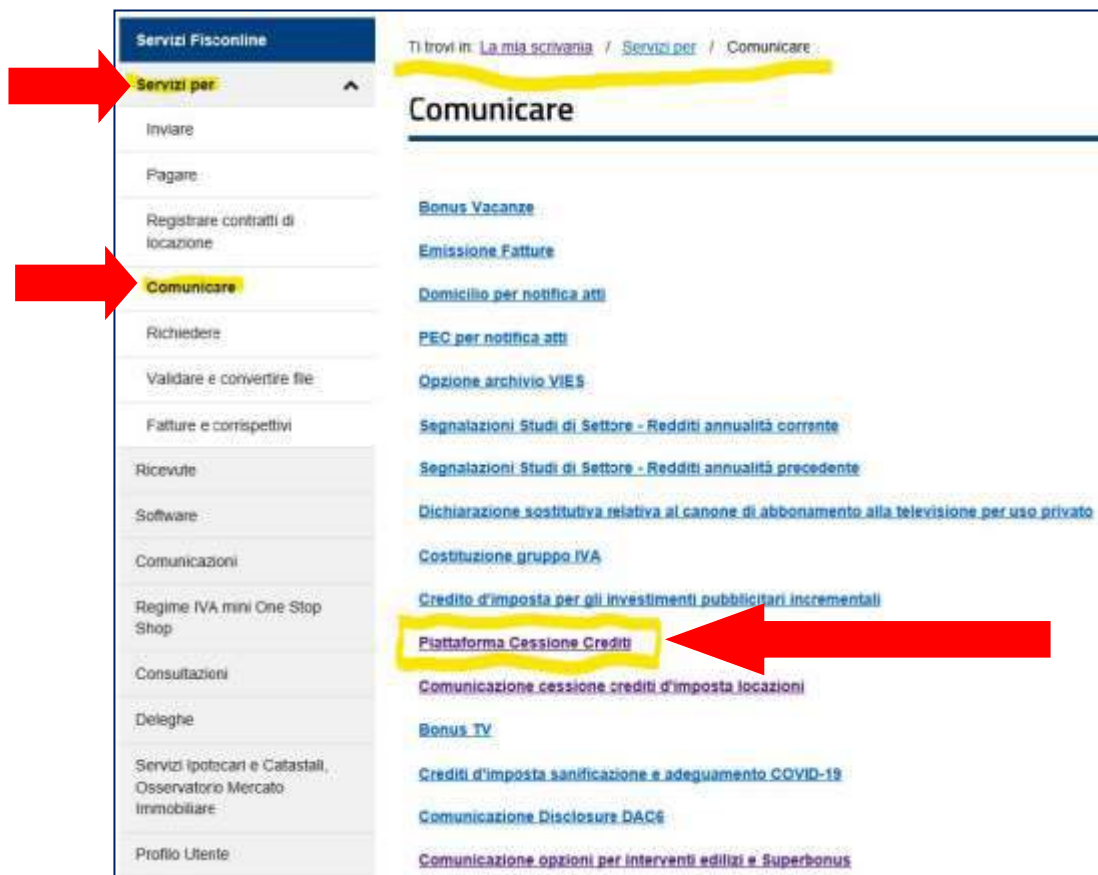 Servizi Fisconline
Servizi per
Inviare
Pagare
Registrare contratti di
locazione
Comunicare
Richiedere
Validare e convertire file
Fatture e corrispettivi
Ricevute
Software
Comunicazioni
Regime IVA mini One Stop
Shop
Consultazioni
Deleghe
Servizi Ipotecari e Catastali,
Osservatorio Mercato
Immobiliare
Profilo Utente
Ti trovi in: La mia scrivania / Servizi per / Comunicare
Comunicare
Bonus Vacanze
Emissione Fatture
Domicilio per notifica atti
PEC per notifica atti
Opzione archivio VIES
Segnalazioni Studi di Settore - Redditi annualità corrente
Segnalazioni Studi di Settore - Redditi annualità precedente
Dichiarazione sostitutiva relativa al canone di abbonamento alla televisione per uso privato
Costituzione gruppo IVA
Credito d'imposta per gli investimenti pubblicitari incrementali
Piattaforma Cessione Crediti
Comunicazione cessione crediti d'imposta locazioni
Bonus TV
Crediti d'imposta sanificazione e adeguamento COVID-19
Comunicazione Disclosure DAC6
Comunicazione opzioni per interventi edilizi e Superbonus